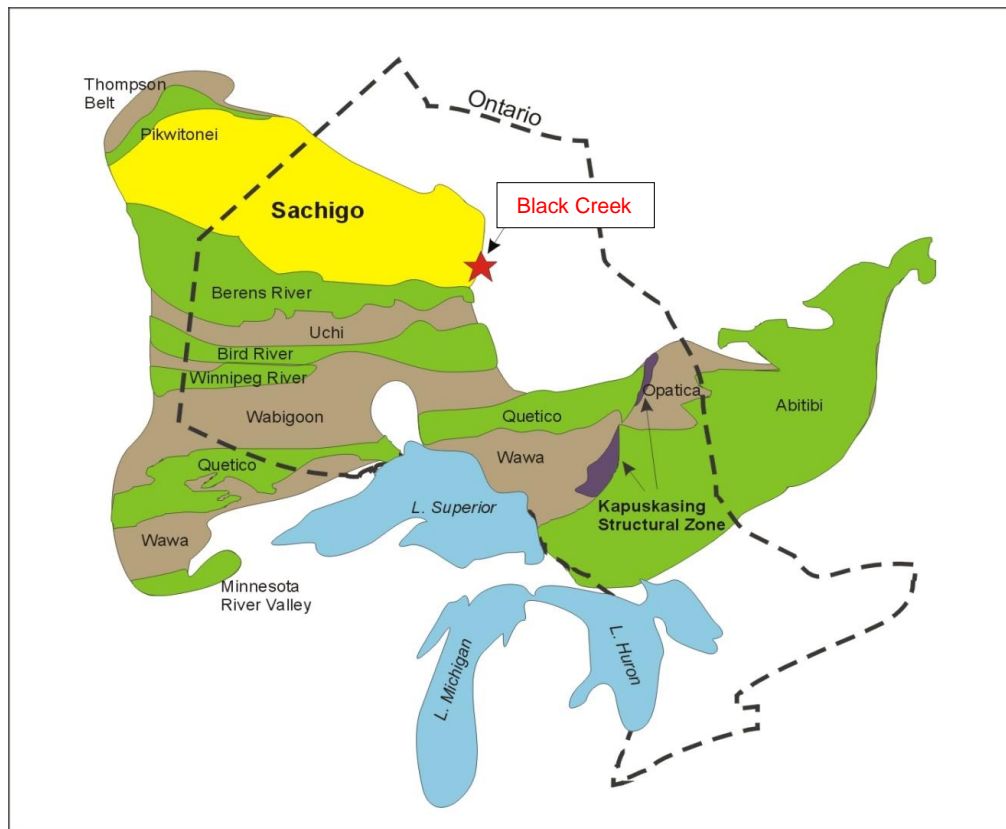 Thompson
Belt
Pikwitonei
Ontario
Sachigo
Black Creek
Berens River
Uchi
Bird River
Winnipeg River
Wabigoon
Quetico
Opatica
Abitibi
Wawa
Quetico
L. Superior
Kapuskasing
Structural Zone
Wawa
Minnesota
River Valley
L. Michigan
L. Huron